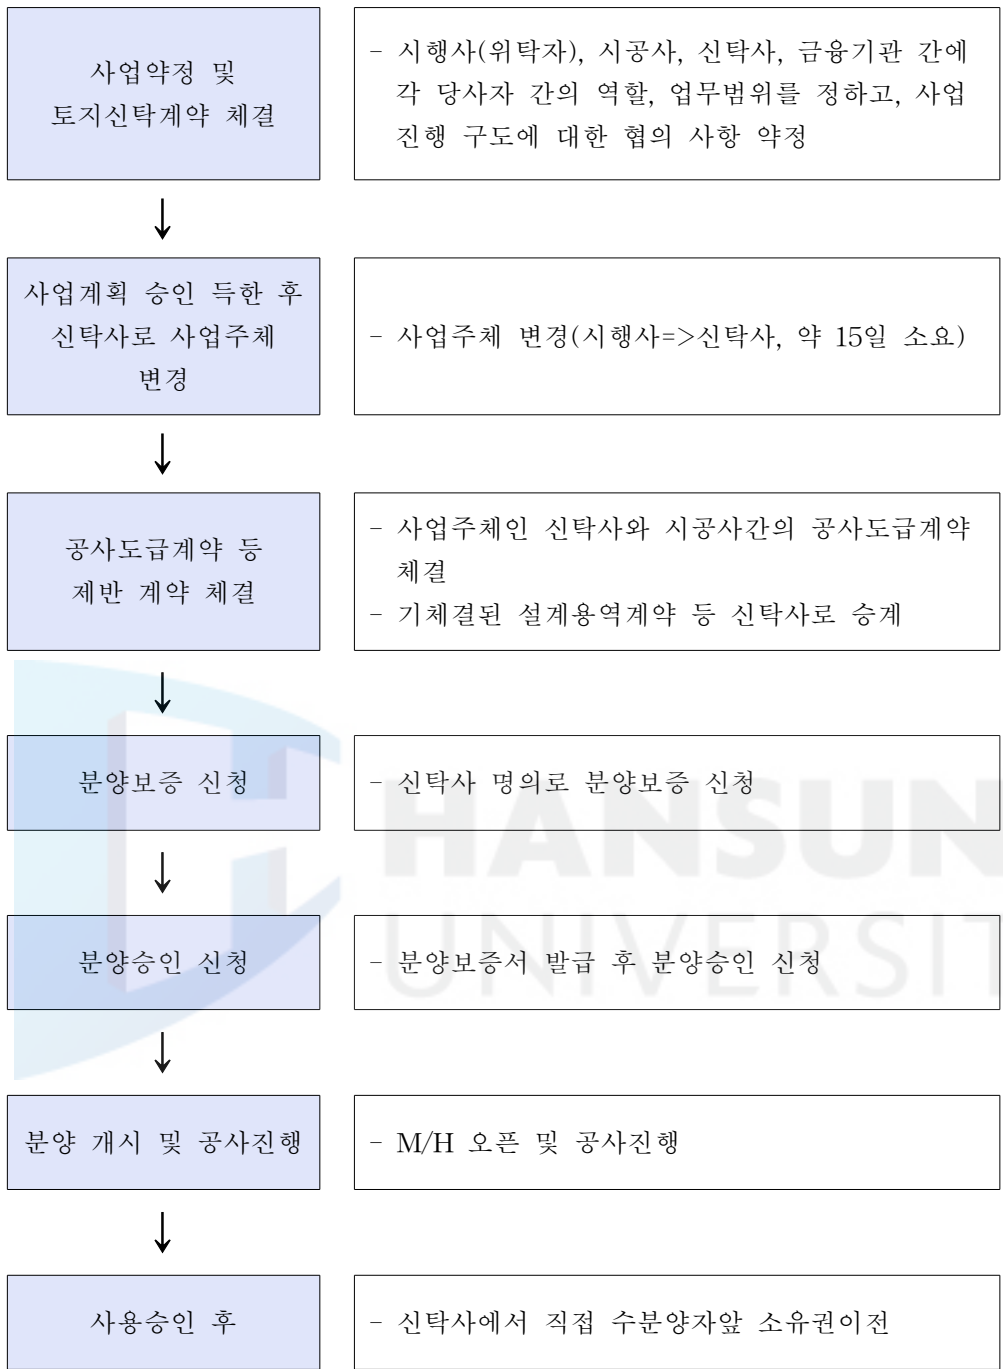 사업약정 및
토지신탁계약 체결
- 시행사(위탁자), 시공사, 신탁사, 금융기관 간에
각 당사자 간의 역할, 업무범위를 정하고, 사업
진행 구도에 대한 협의 사항 약정
사업계획 승인 득한 후
신탁사로 사업주체
변경
- 사업주체 변경(시행사=>신탁사, 약 15일 소요)
공사도급계약 등
제반 계약 체결
- 사업주체인 신탁사와 시공사간의 공사도급계약
체결
- 기체결된 설계용역계약 등 신탁사로 승계
분양보증 신청
- 신탁사 명의로 분양보증 신청
분양승인 신청
- 분양보증서 발급 후 분양승인 신청
분양 개시 및 공사진행
- M/H 오픈 및 공사진행
사용승인 후
- 신탁사에서 직접 수분양자앞 소유권이전
HANSUN
UNIVERSIT